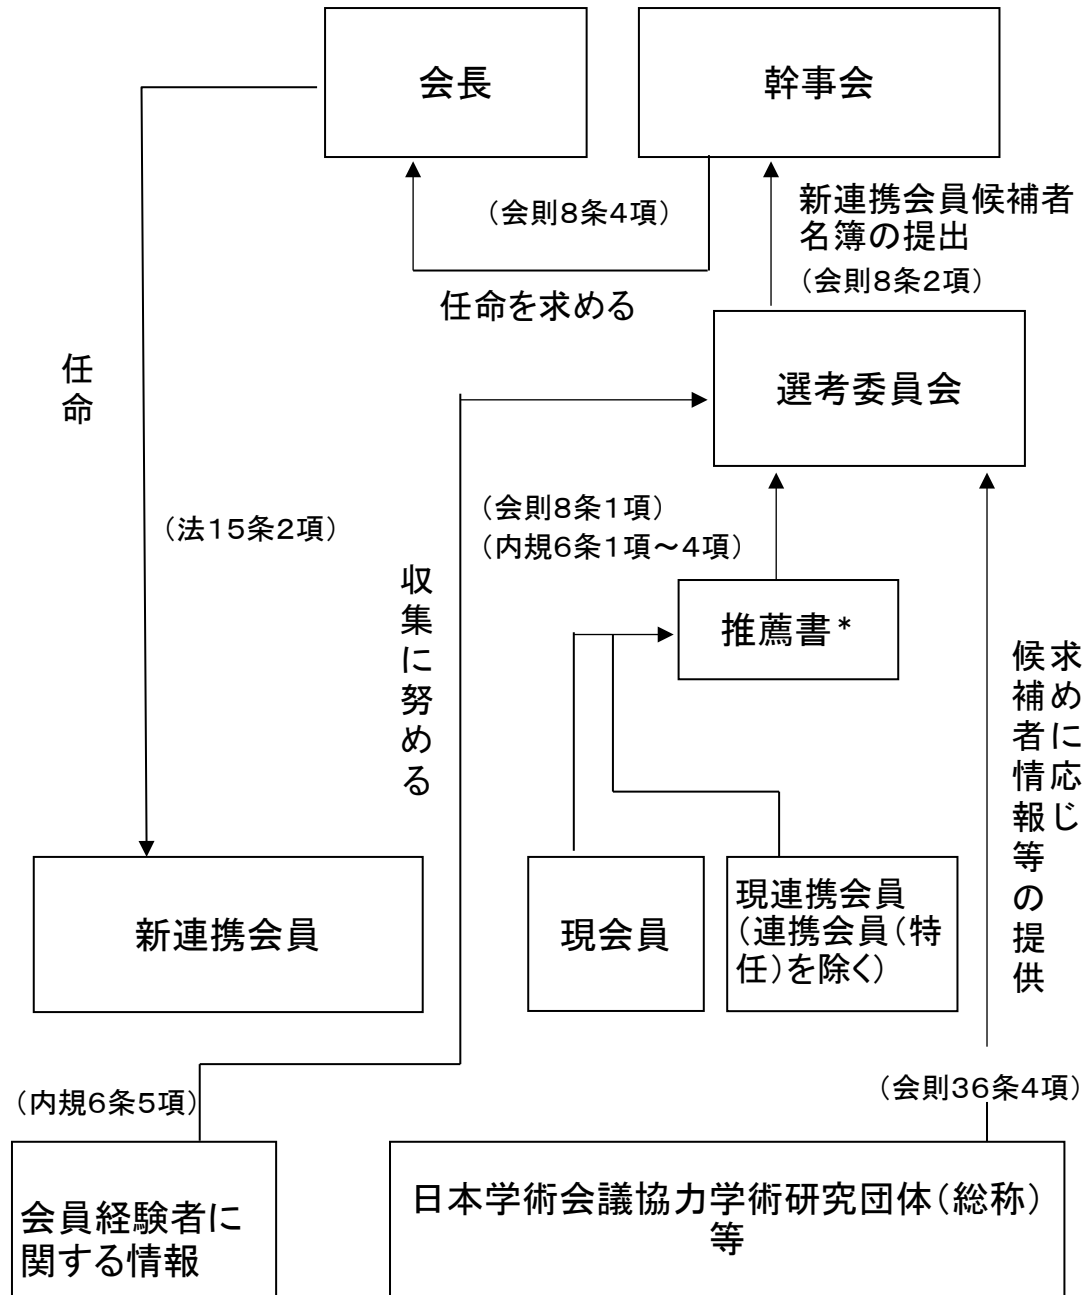 会長
幹事会
（会則８条４項）
新連携会員候補者
名簿の提出
（会則８条２項）
任命を求める
任命
選考委員会
（法１５条２項）
（会則８条１項）
（内規６条１項～４項）
収集に努める
推薦書*
求めに応じ
候補者情報等の提供
新連携会員
現会員
現連携会員
（連携会員（特
任）を除く）
（内規６条５項）
（会則３６条４項）
会員経験者に
関する情報
日本学術会議協力学術研究団体（総称）
等